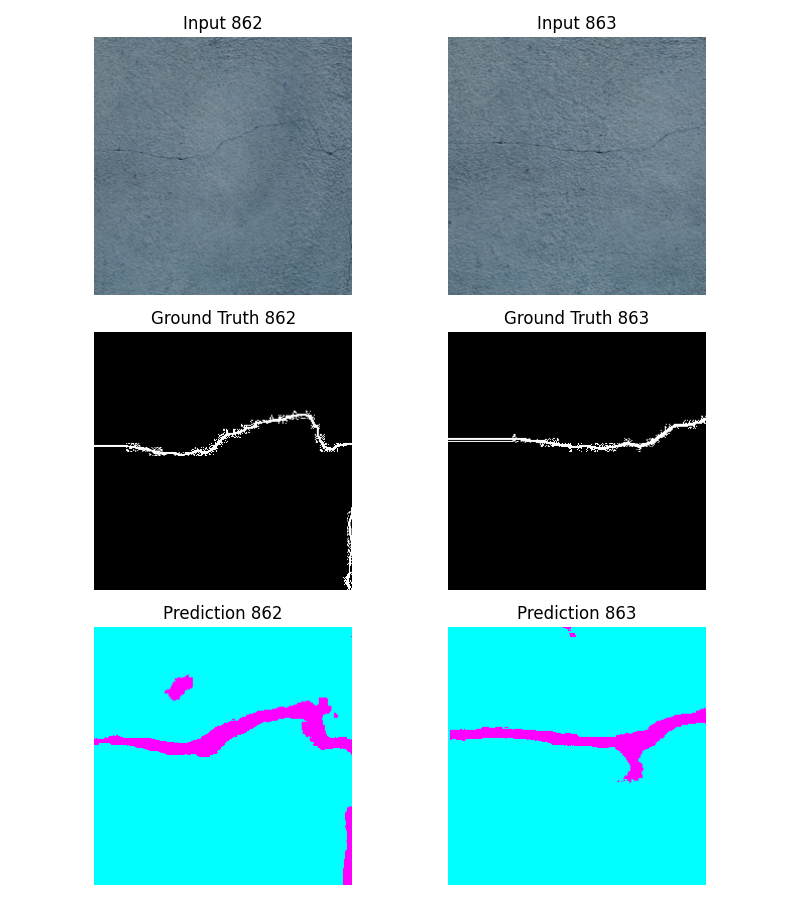 Input 862
Input 863
Ground Truth 862
Ground Truth 863
Prediction 862
Prediction 863